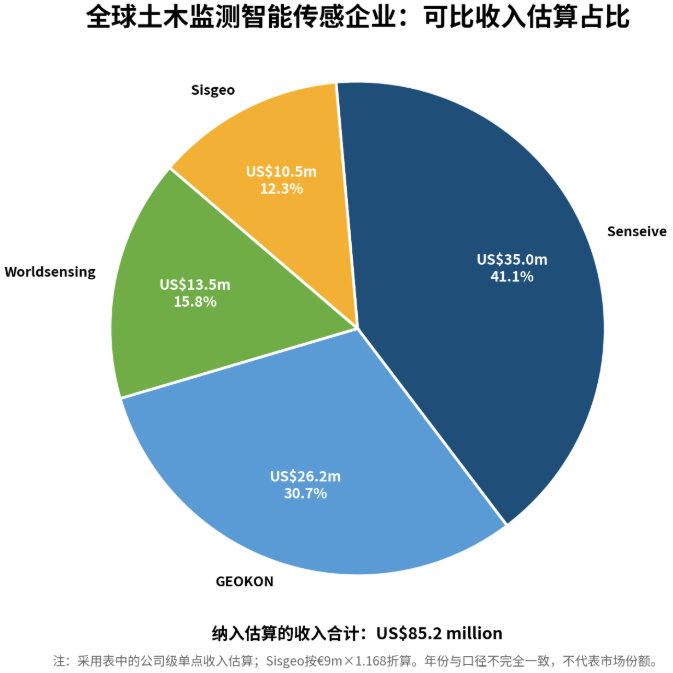 全球土木监测智能传感企业：可比收入估算占比
Sisgeo
US$10.5m
12.3%
Senseive
US$35.0m
41.1%
Worldsensing
US$13.5m
15.8%
US$26.2m
30.7%
GEOKON
纳入估算的收入合计：US$85.2 million
注：采用表中的公司级单点收入估算；Sisgeo按€9m×1.168折算。年份与口径不完全一致，不代表市场份额。